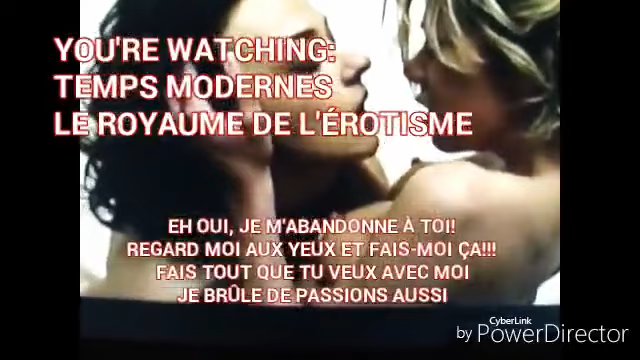 YOU'RE WATCHING:
TEMPS MODERNES
LE ROYAUME DE L'ÉROTISME
EH OUI, JE M'ABANDONNE À TOI!
REGARD MOI AUX YEUX ET FAIS-MOI ÇA!!!
FAIS TOUT QUE TU VEUX AVEC MOI
JE BRÛLE DE PASSIONS AUSSI
CyberLink
by PowerDirector